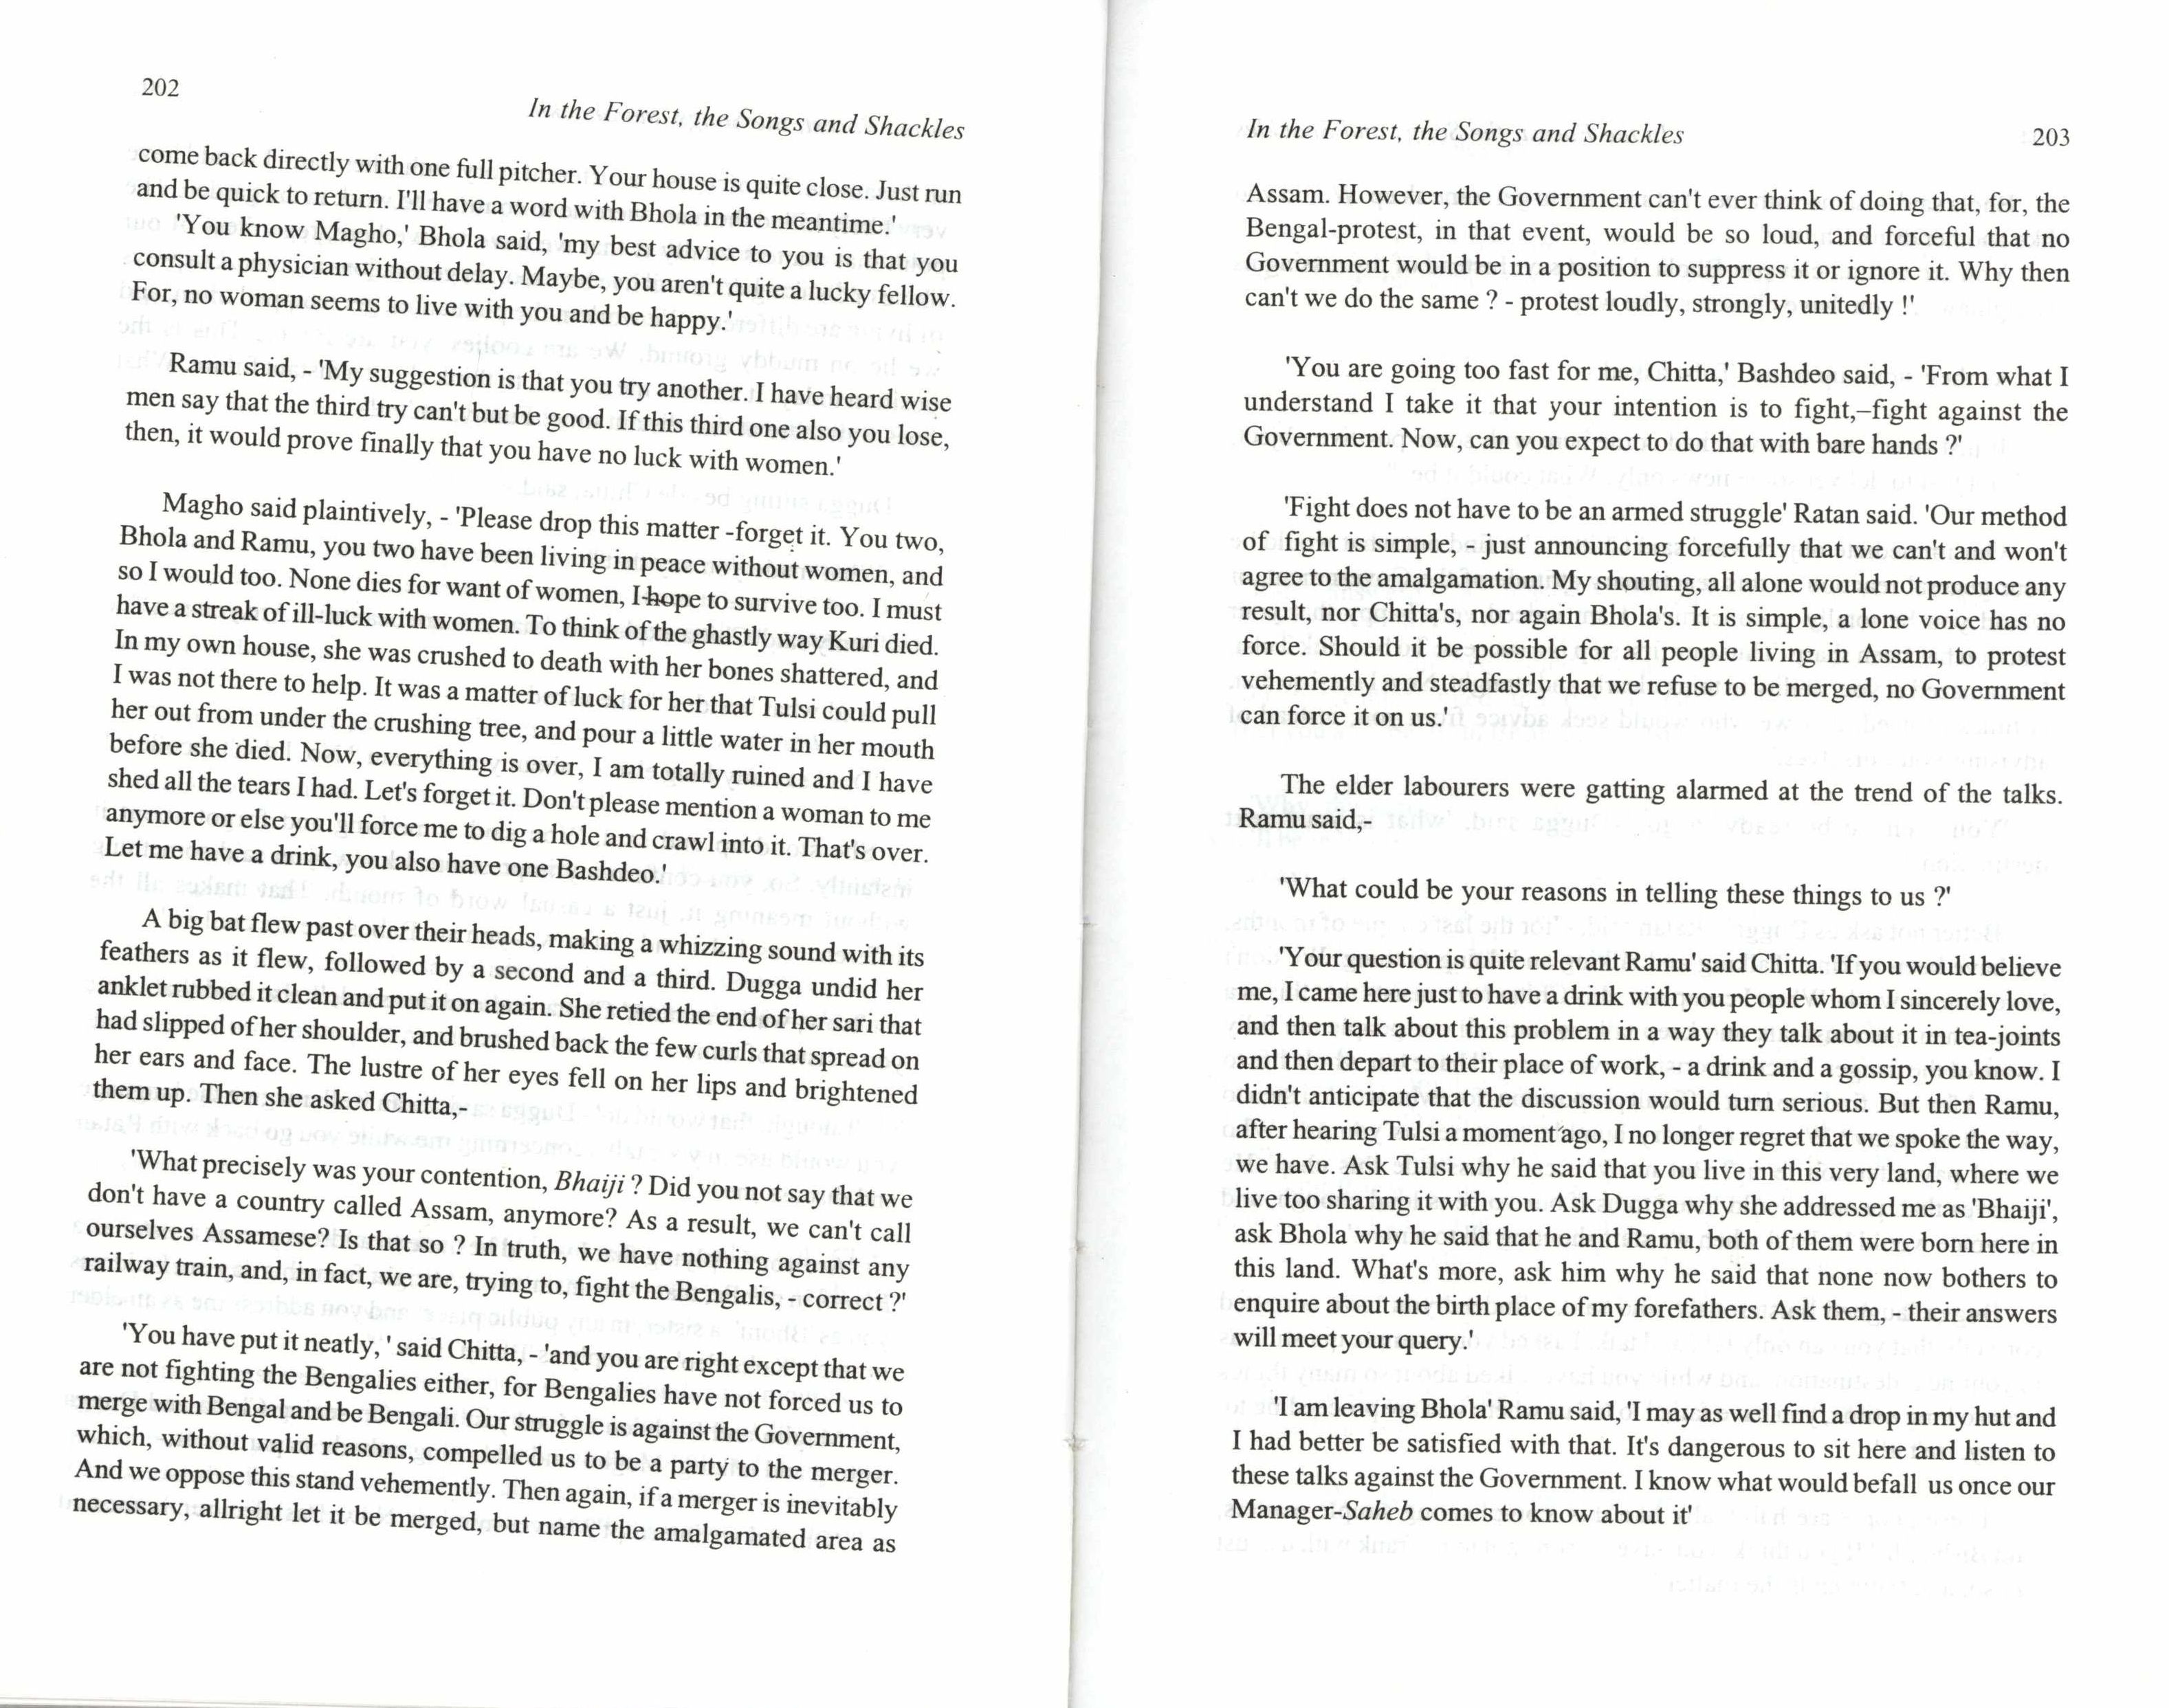 202
In the Forest, the Songs and Shackles
come back directly with one full pitcher. Your house is quite close. Just run
and be quick to return. I'll have a word with Bhola in the meantime.'
'You know Magho,' Bhola said, 'my best advice to you is that you
consult a physician without delay. Maybe, you aren't quite a lucky fellow.
For, no woman seems to live with you and be happy.'
Ramu said, - 'My suggestion is that you try another. I have heard wise
men say that the third try can't but be good. If this third one also you lose,
then, it would prove finally that you have no luck with women.'
Magho said plaintively, - 'Please drop this matter -forget it. You two,
Bhola and Ramu, you two have been living in peace without women, and
so I would too. None dies for want of women, I hope to survive too. I must
have a streak of ill-luck with women. To think of the ghastly way Kuri died.
In my own house, she was crushed to death with her bones shattered, and
I was not there to help. It was a matter of luck for her that Tulsi could pull
her out from under the crushing tree, and pour a little water in her mouth
before she died. Now, everything is over, I am totally ruined and I have
shed all the tears I had. Let's forget it. Don't please mention a woman to me
anymore or else you'll force me to dig a hole and crawl into it. That's over.
Let me have a drink, you also have one Bashdeo.'
A big bat flew past over their heads, making a whizzing sound with its
feathers as it flew, followed by a second and a third. Dugga undid her
anklet rubbed it clean and put it on again. She retied the end of her sari that
had slipped of her shoulder, and brushed back the few curls that spread on
her ears and face. The lustre of her eyes fell on her lips and brightened
them up. Then she asked Chitta,-
'What precisely was your contention, Bhaiji ? Did you not say that we
don't have a country called Assam, anymore? As a result, we can't call
ourselves Assamese? Is that so ? In truth, we have nothing against any
railway train, and, in fact, we are, trying to, fight the Bengalis, - correct ?'
'You have put it neatly,' said Chitta, - 'and you are right except that we
are not fighting the Bengalies either, for Bengalies have not forced us to
merge with Bengal and be Bengali. Our struggle is against the Government,
which, without valid reasons, compelled us to be a party to the merger.
And we oppose this stand vehemently. Then again, if a merger is inevitably
necessary, allright let it be merged, but name the amalgamated area as
In the Forest, the Songs and Shackles
203
Assam. However, the Government can't ever think of doing that, for, the
Bengal-protest, in that event, would be so loud, and forceful that no
Government would be in a position to suppress it or ignore it. Why then
can't we do the same ? - protest loudly, strongly, unitedly !'
'You are going too fast for me, Chitta,' Bashdeo said, - 'From what I
understand I take it that your intention is to fight,–fight against the
Government. Now, can you expect to do that with bare hands ?'
'Fight does not have to be an armed struggle' Ratan said. 'Our method
of fight is simple, - just announcing forcefully that we can't and won't
agree to the amalgamation. My shouting, all alone would not produce any
result, nor Chitta's, nor again Bhola's. It is simple, a lone voice has no
force. Should it be possible for all people living in Assam, to protest
vehemently and steadfastly that we refuse to be merged, no Government
can force it on us.'
The elder labourers were gatting alarmed at the trend of the talks.
Ramu said,-
'What could be your reasons in telling these things to us ?'
'Your question is quite relevant Ramu' said Chitta. 'If you would believe
me, I came here just to have a drink with you people whom I sincerely love,
and then talk about this problem in a way they talk about it in tea-joints
and then depart to their place of work, - a drink and a gossip, you know. I
didn't anticipate that the discussion would turn serious. But then Ramu,
after hearing Tulsi a moment ago, I no longer regret that we spoke the way,
we have. Ask Tulsi why he said that you live in this very land, where we
live too sharing it with you. Ask Dugga why she addressed me as 'Bhaiji',
ask Bhola why he said that he and Ramu, both of them were born here in
this land. What's more, ask him why he said that none now bothers to
enquire about the birth place of my forefathers. Ask them, - their answers
will meet your query.'
'I am leaving Bhola' Ramu said, 'I may as well find a drop in my hut and
I had better be satisfied with that. It's dangerous to sit here and listen to
these talks against the Government. I know what would befall us once our
Manager-Saheb comes to know about it'